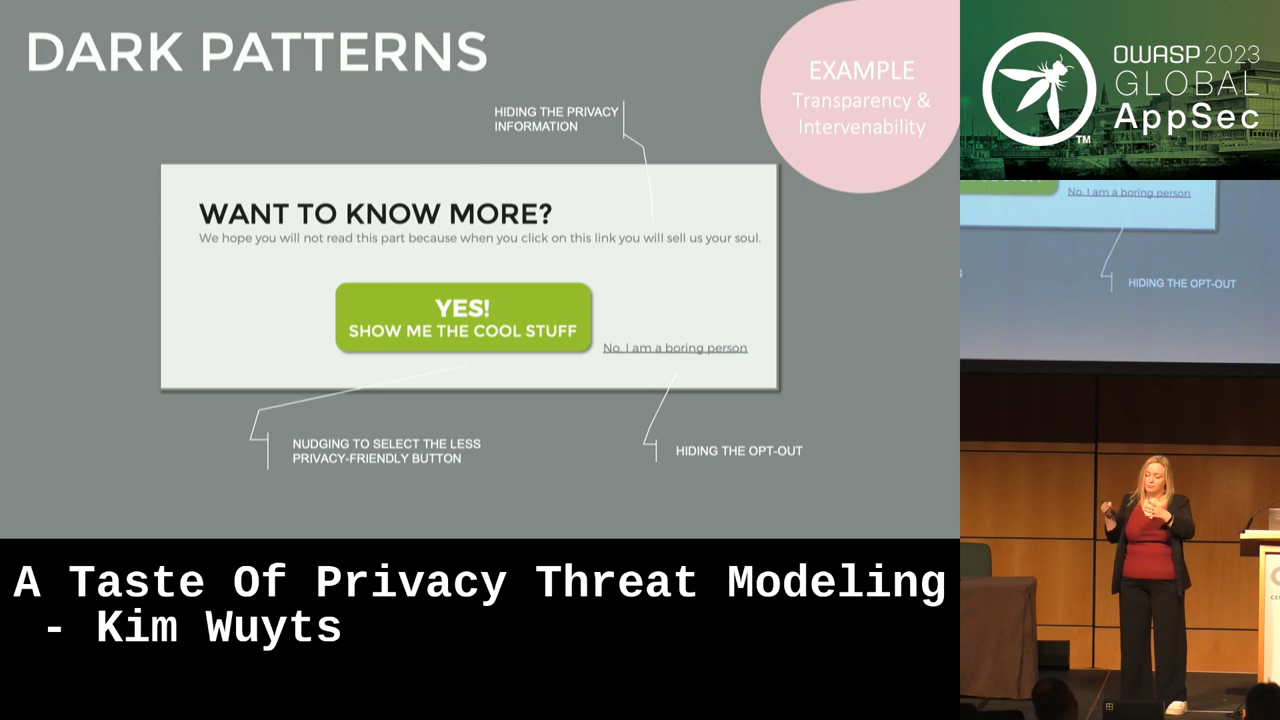 DARK PATTERNS
EXAMPLE
Transparency &
Intervenability
HIDING THE PRIVACY
INFORMATION
WANT TO KNOW MORE?
We hope you will not read this part because when you click on this link you will sell us your soul.
YES!
SHOW ME THE COOL STUFF
No, I am a boring person
NUDGING TO SELECT THE LESS
PRIVACY-FRIENDLY BUTTON
HIDING THE OPT-OUT
OWASP 2023
GLOBAL
AppSec
TM
No, I am a boring person
HIDING THE OPT-OUT
A Taste Of Privacy Threat Modeling
- Kim Wuyts